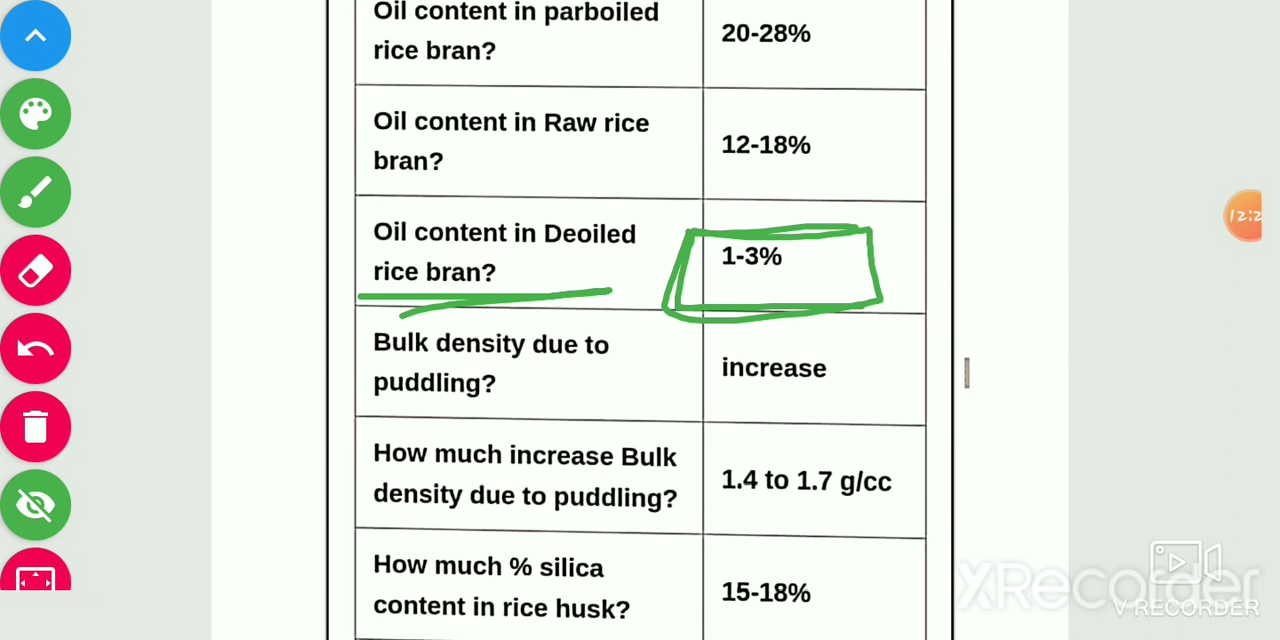 Oil content in parboiled
rice bran?
20-28%
Oil content in Raw rice
bran?
12-18%
Oil content in Deoiled
rice bran?
1-3%
Bulk density due to
puddling?
increase
How much increase Bulk
density due to puddling?
1.4 to 1.7 g/cc
How much % silica
content in rice husk?
15-18%
XRecorder
V RECORDER